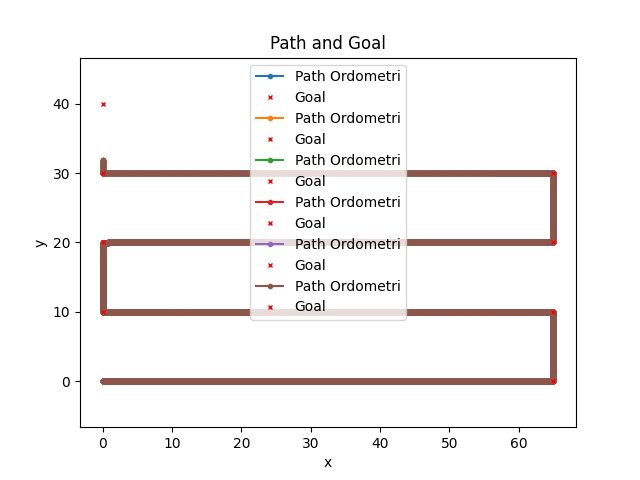 Path and Goal
Path Ordometri
Goal
Path Ordometri
Goal
Path Ordometri
Goal
Path Ordometri
Goal
Path Ordometri
Goal
Path Ordometri
Goal
40
30
20
10
0
y
0 10 20 30 40 50 60
x